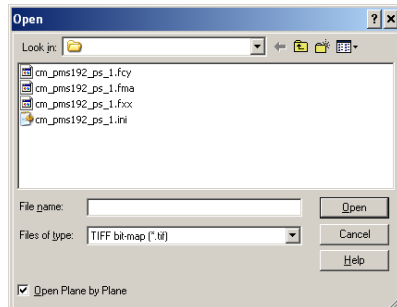 Open
Look in:
cm_pms192_ps_1.fcy
cm_pms192_ps_1.fma
cm_pms192_ps_1.fxx
cm_pms192_ps_1.ini
File name:
Open
Files of type: TIFF bit-map (*.tif)
Cancel
Help
Open Plane by Plane